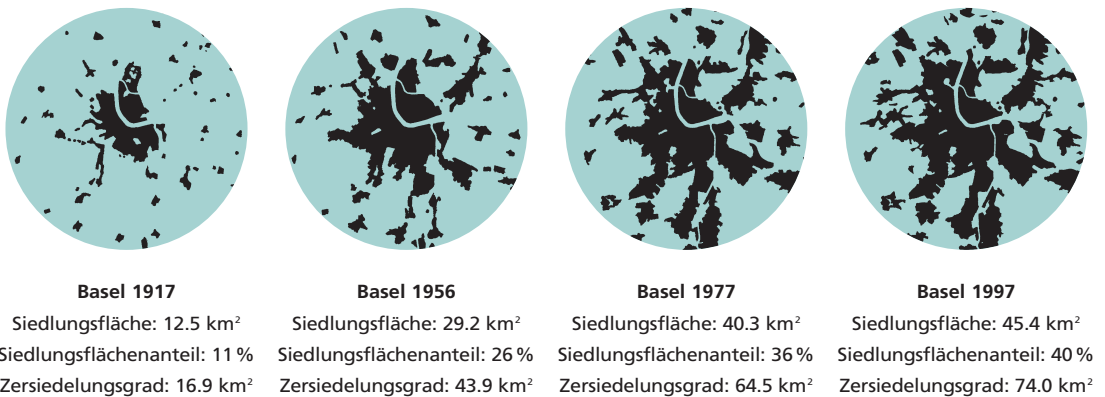 Basel 1917
Siedlungsfläche: 12.5 km²
Siedlungsflächenanteil: 11 %
Zersiedelungsgrad: 16.9 km²
Basel 1956
Siedlungsfläche: 29.2 km²
Siedlungsflächenanteil: 26 %
Zersiedelungsgrad: 43.9 km²
Basel 1977
Siedlungsfläche: 40.3 km²
Siedlungsflächenanteil: 36 %
Zersiedelungsgrad: 64.5 km²
Basel 1997
Siedlungsfläche: 45.4 km²
Siedlungsflächenanteil: 40 %
Zersiedelungsgrad: 74.0 km²